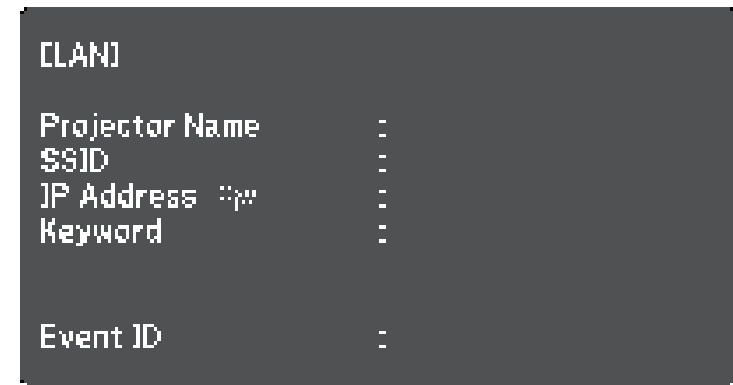 [LAN]
Projector Name :
SSID :
IP Address :
Keyword :
Event ID :